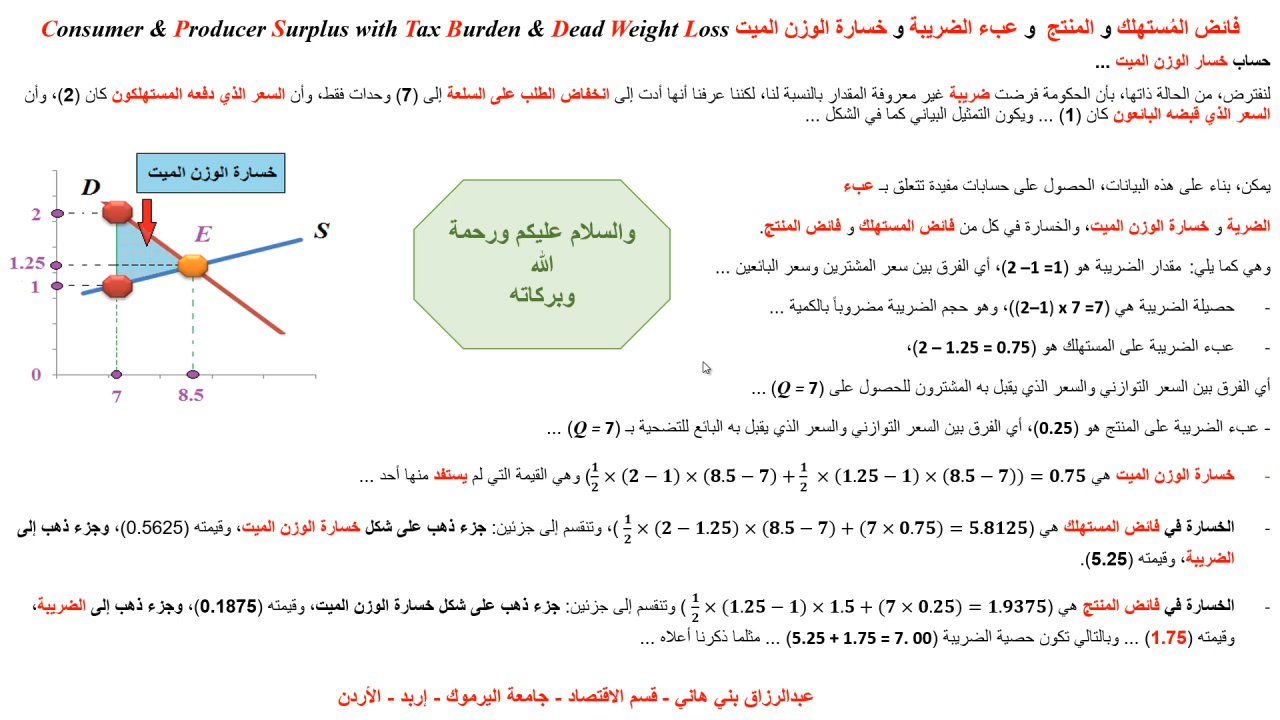 فائض المُستهلك و المنتج و عبء الضريبة و خسارة الوزن الميت Consumer & Producer Surplus with Tax Burden & Dead Weight Loss
حساب خسار الوزن الميت ...
لنفترض، من الحالة ذاتها، بأن الحكومة فرضت ضريبة غير معروفة المقدار بالنسبة لنا، لكننا عرفنا أنها أدت إلى انخفاض الطلب على السلعة إلى (7) وحدات فقط، وأن السعر الذي دفعه المستهلكون كان (2)، وأن
السعر الذي قبضه البائعون كان (1) ... ويكون التمثيل البياني كما في الشكل ...
خسارة الوزن الميت
D
E
S
2
1.25
1
0
7
8.5
والسلام عليكم ورحمة
الله
وبركاته
يمكن، بناء على هذه البيانات، الحصول على حسابات مفيدة تتعلق بـ عبء
الضربة و خسارة الوزن الميت، والخسارة في كل من فائض المستهلك و فائض المنتج.
وهي كما يلي: مقدار الضريبة هو (2 –1 =1)، أي الفرق بين سعر المشترين وسعر البائعين ...
- حصيلة الضريبة هي ((2–1) x 7 =7)، وهو حجم الضريبة مضروباً بالكمية ...
- عبء الضريبة على المستهلك هو (2 – 1.25 = 0.75)،
أي الفرق بين السعر التوازني والسعر الذي يقبل به المشترون للحصول على (Q = 7) ...
- عبء الضريبة على المنتج هو (0.25)، أي الفرق بين السعر التوازني والسعر الذي يقبل به البائع للتضحية بـ (Q = 7) ...
- خسارة الوزن الميت هي (½ × (2 − 1) × (8.5 − 7) + ½ × (1.25 − 1) × (8.5 − 7)) = 0.75 وهي القيمة التي لم يستفد منها أحد ...
- الخسارة في فائض المستهلك هي (½ × (2 − 1.25) × (8.5 − 7) + (7 × 0.75) = 5.8125)، وتنقسم إلى جزئين: جزء ذهب على شكل خسارة الوزن الميت، وقيمته (0.5625)، وجزء ذهب إلى
الضريبة، وقيمته (5.25).
- الخسارة في فائض المنتج هي (½ × (1.25 − 1) × 1.5 + (7 × 0.25) = 1.9375) وتنقسم إلى جزئين: جزء ذهب على شكل خسارة الوزن الميت، وقيمته (0.1875)، وجزء ذهب إلى الضريبة،
وقيمته (1.75) ... وبالتالي تكون حصية الضريبة (5.25 + 1.75 = 7. 00) ... مثلما ذكرنا أعلاه ...
عبدالرزاق بني هاني - قسم الاقتصاد - جامعة اليرموك - إربد - الأردن